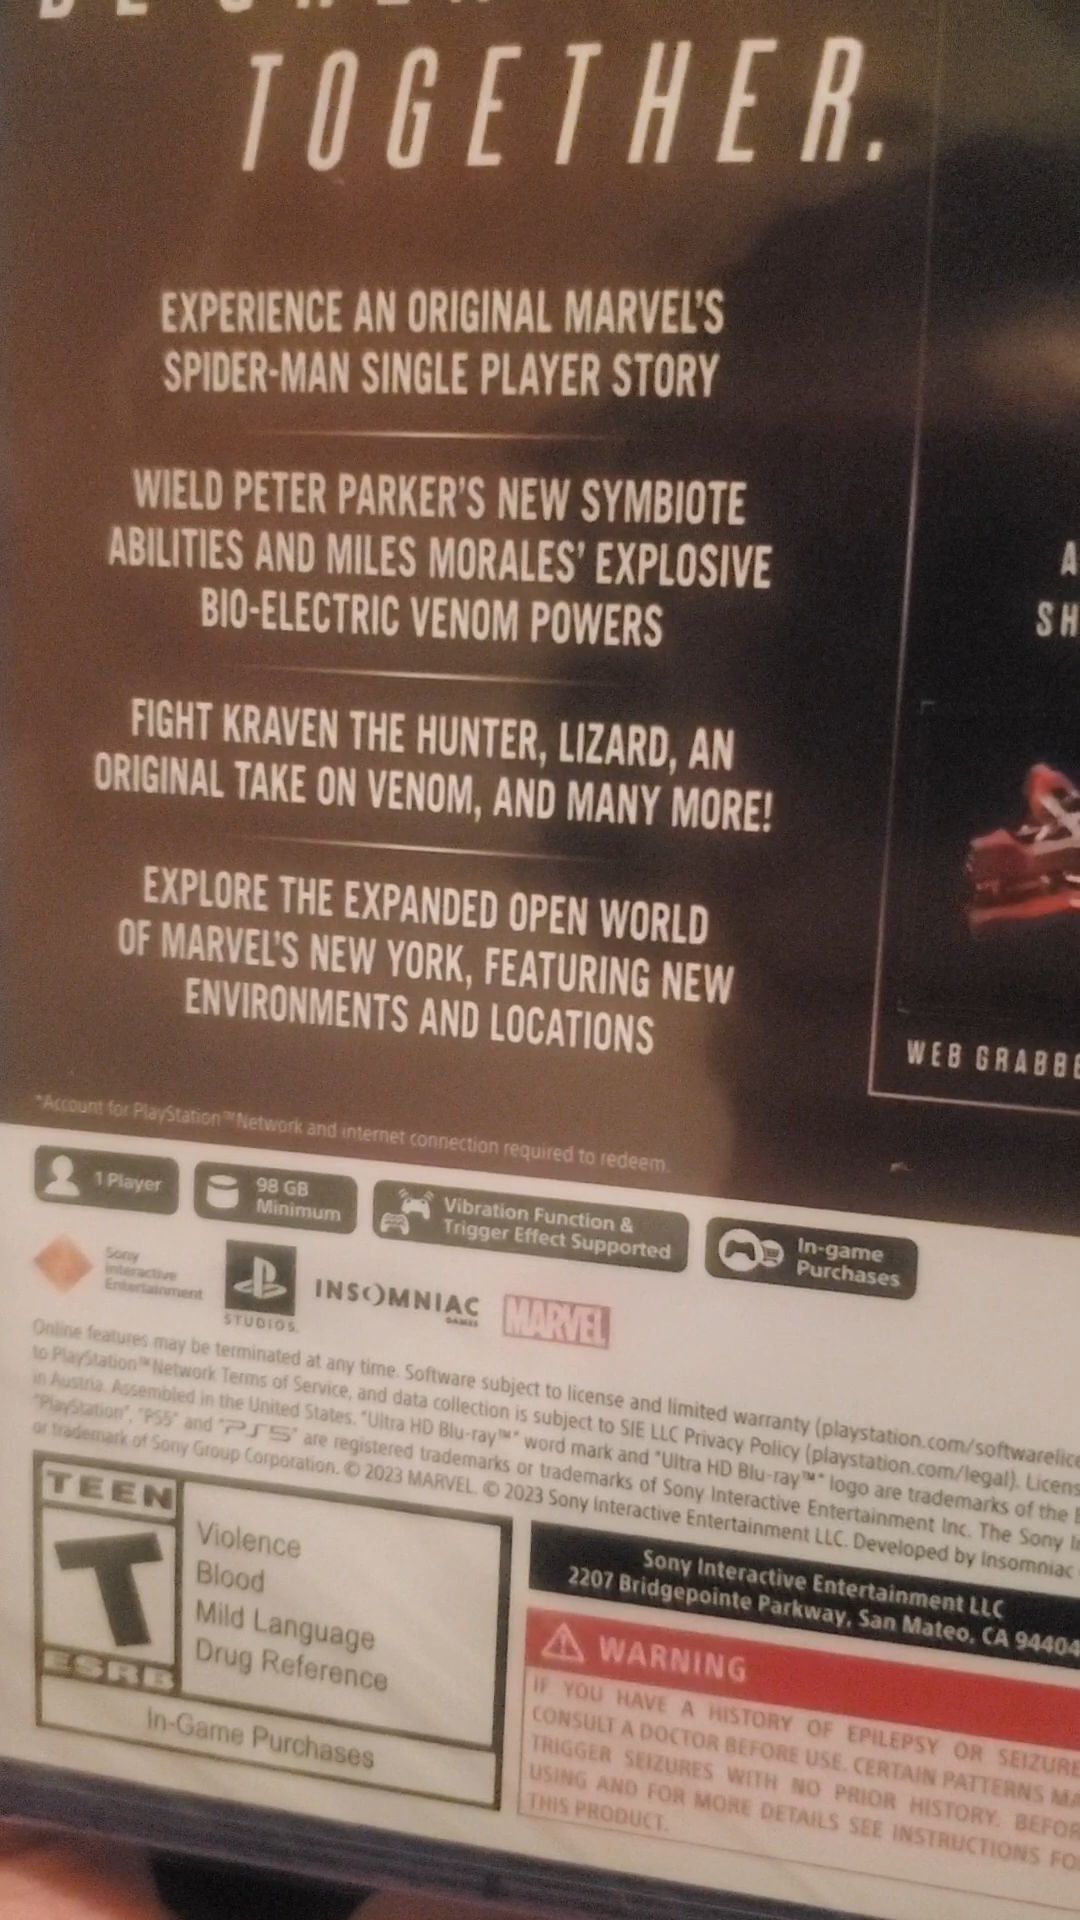 TOGETHER.
EXPERIENCE AN ORIGINAL MARVEL'S
SPIDER-MAN SINGLE PLAYER STORY
WIELD PETER PARKER'S NEW SYMBIOTE
ABILITIES AND MILES MORALES' EXPLOSIVE
BIO-ELECTRIC VENOM POWERS
FIGHT KRAVEN THE HUNTER, LIZARD, AN
ORIGINAL TAKE ON VENOM, AND MANY MORE!
EXPLORE THE EXPANDED OPEN WORLD
OF MARVEL'S NEW YORK, FEATURING NEW
ENVIRONMENTS AND LOCATIONS
WEB GRABBE
*Account for PlayStation™Network and internet connection required to redeem.
1 Player
98 GB
Minimum
Vibration Function &
Trigger Effect Supported
In-game
Purchases
Sony
Interactive
Entertainment
STUDIOS
INSOMNIAC
GAMES
MARVEL
Online features may be terminated at any time. Software subject to license and limited warranty (playstation.com/softwarelice
to PlayStation™Network Terms of Service, and data collection is subject to SIE LLC Privacy Policy (playstation.com/legal). Licens
in Austria. Assembled in the United States. "Ultra HD Blu-ray™" word mark and "Ultra HD Blu-ray™" logo are trademarks of the
"PlayStation", "PS5" and "PS5" are registered trademarks or trademarks of Sony Interactive Entertainment Inc. The Sony
or trademark of Sony Group Corporation. © 2023 MARVEL. © 2023 Sony Interactive Entertainment LLC. Developed by Insomniac
TEEN
T
ESRB
Violence
Blood
Mild Language
Drug Reference
In-Game Purchases
Sony Interactive Entertainment LLC
2207 Bridgepointe Parkway, San Mateo, CA 94404
WARNING
IF YOU HAVE A HISTORY OF EPILEPSY OR SEIZURE
CONSULT A DOCTOR BEFORE USE. CERTAIN PATTERNS MA
TRIGGER SEIZURES WITH NO PRIOR HISTORY. BEFOR
USING AND FOR MORE DETAILS SEE INSTRUCTIONS FO
THIS PRODUCT.